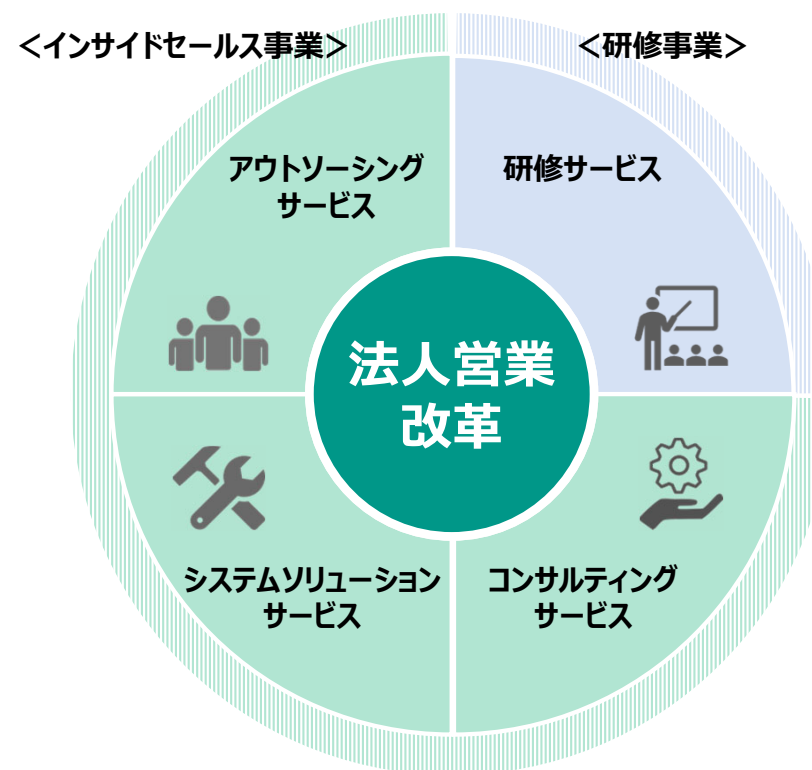 ＜インサイドセールス事業＞
＜研修事業＞
アウトソーシング
サービス
研修サービス
法人営業
改革
システムソリューション
サービス
コンサルティング
サービス